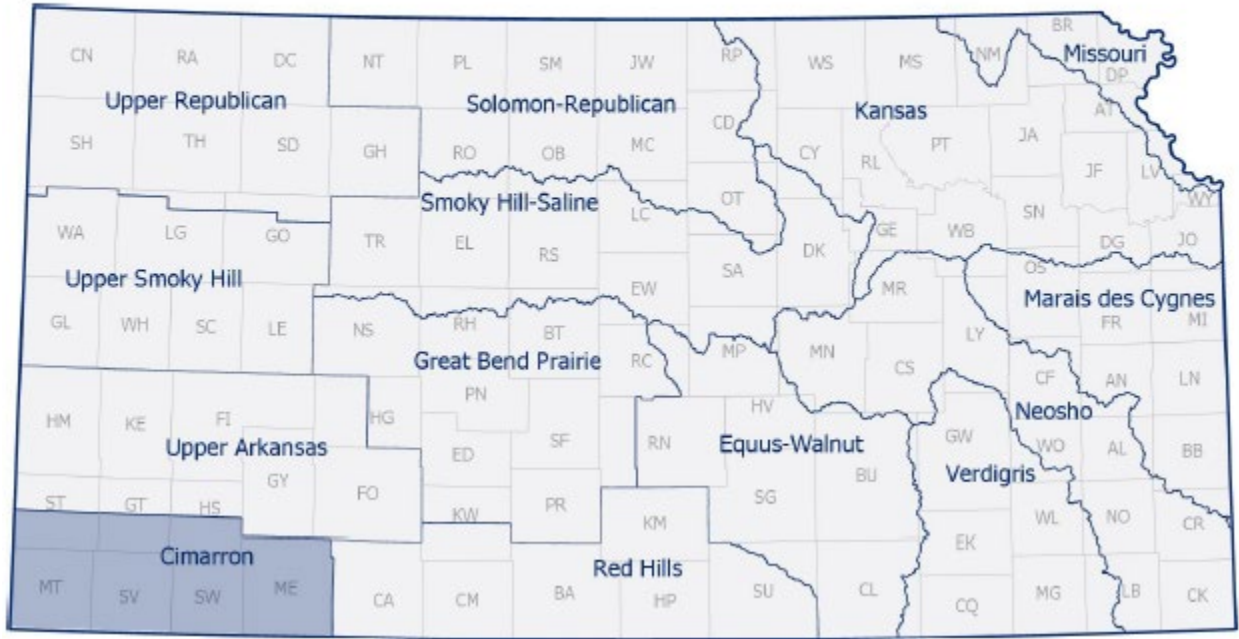 BR
CN RA DC NT PL SM JW RP WS MS NM Missouri
DP
Upper Republican Solomon-Republican Kansas
AT
SH TH SD GH RO OB MC CD CY RL PT JA JF LV
WY
Smoky Hill-Saline
WA LG GO TR EL RS LC OT DK GE WB SN DG JO
Upper Smoky Hill SA OS
EW MR Marais des Cygnes
GL WH SC LE NS RH BT RC MP MN CS LY FR MI
Great Bend Prairie
PN CF AN LN
HM KE FI HG HV Neosho
Upper Arkansas ED SF RN Equus-Walnut GW WO AL BB
GY FO BU Verdigris
ST GT HS KW PR SG
KM WL NO CR
Cimarron EK
Red Hills
MT SV SW ME CA CM BA HP SU CL CQ MG LB CK